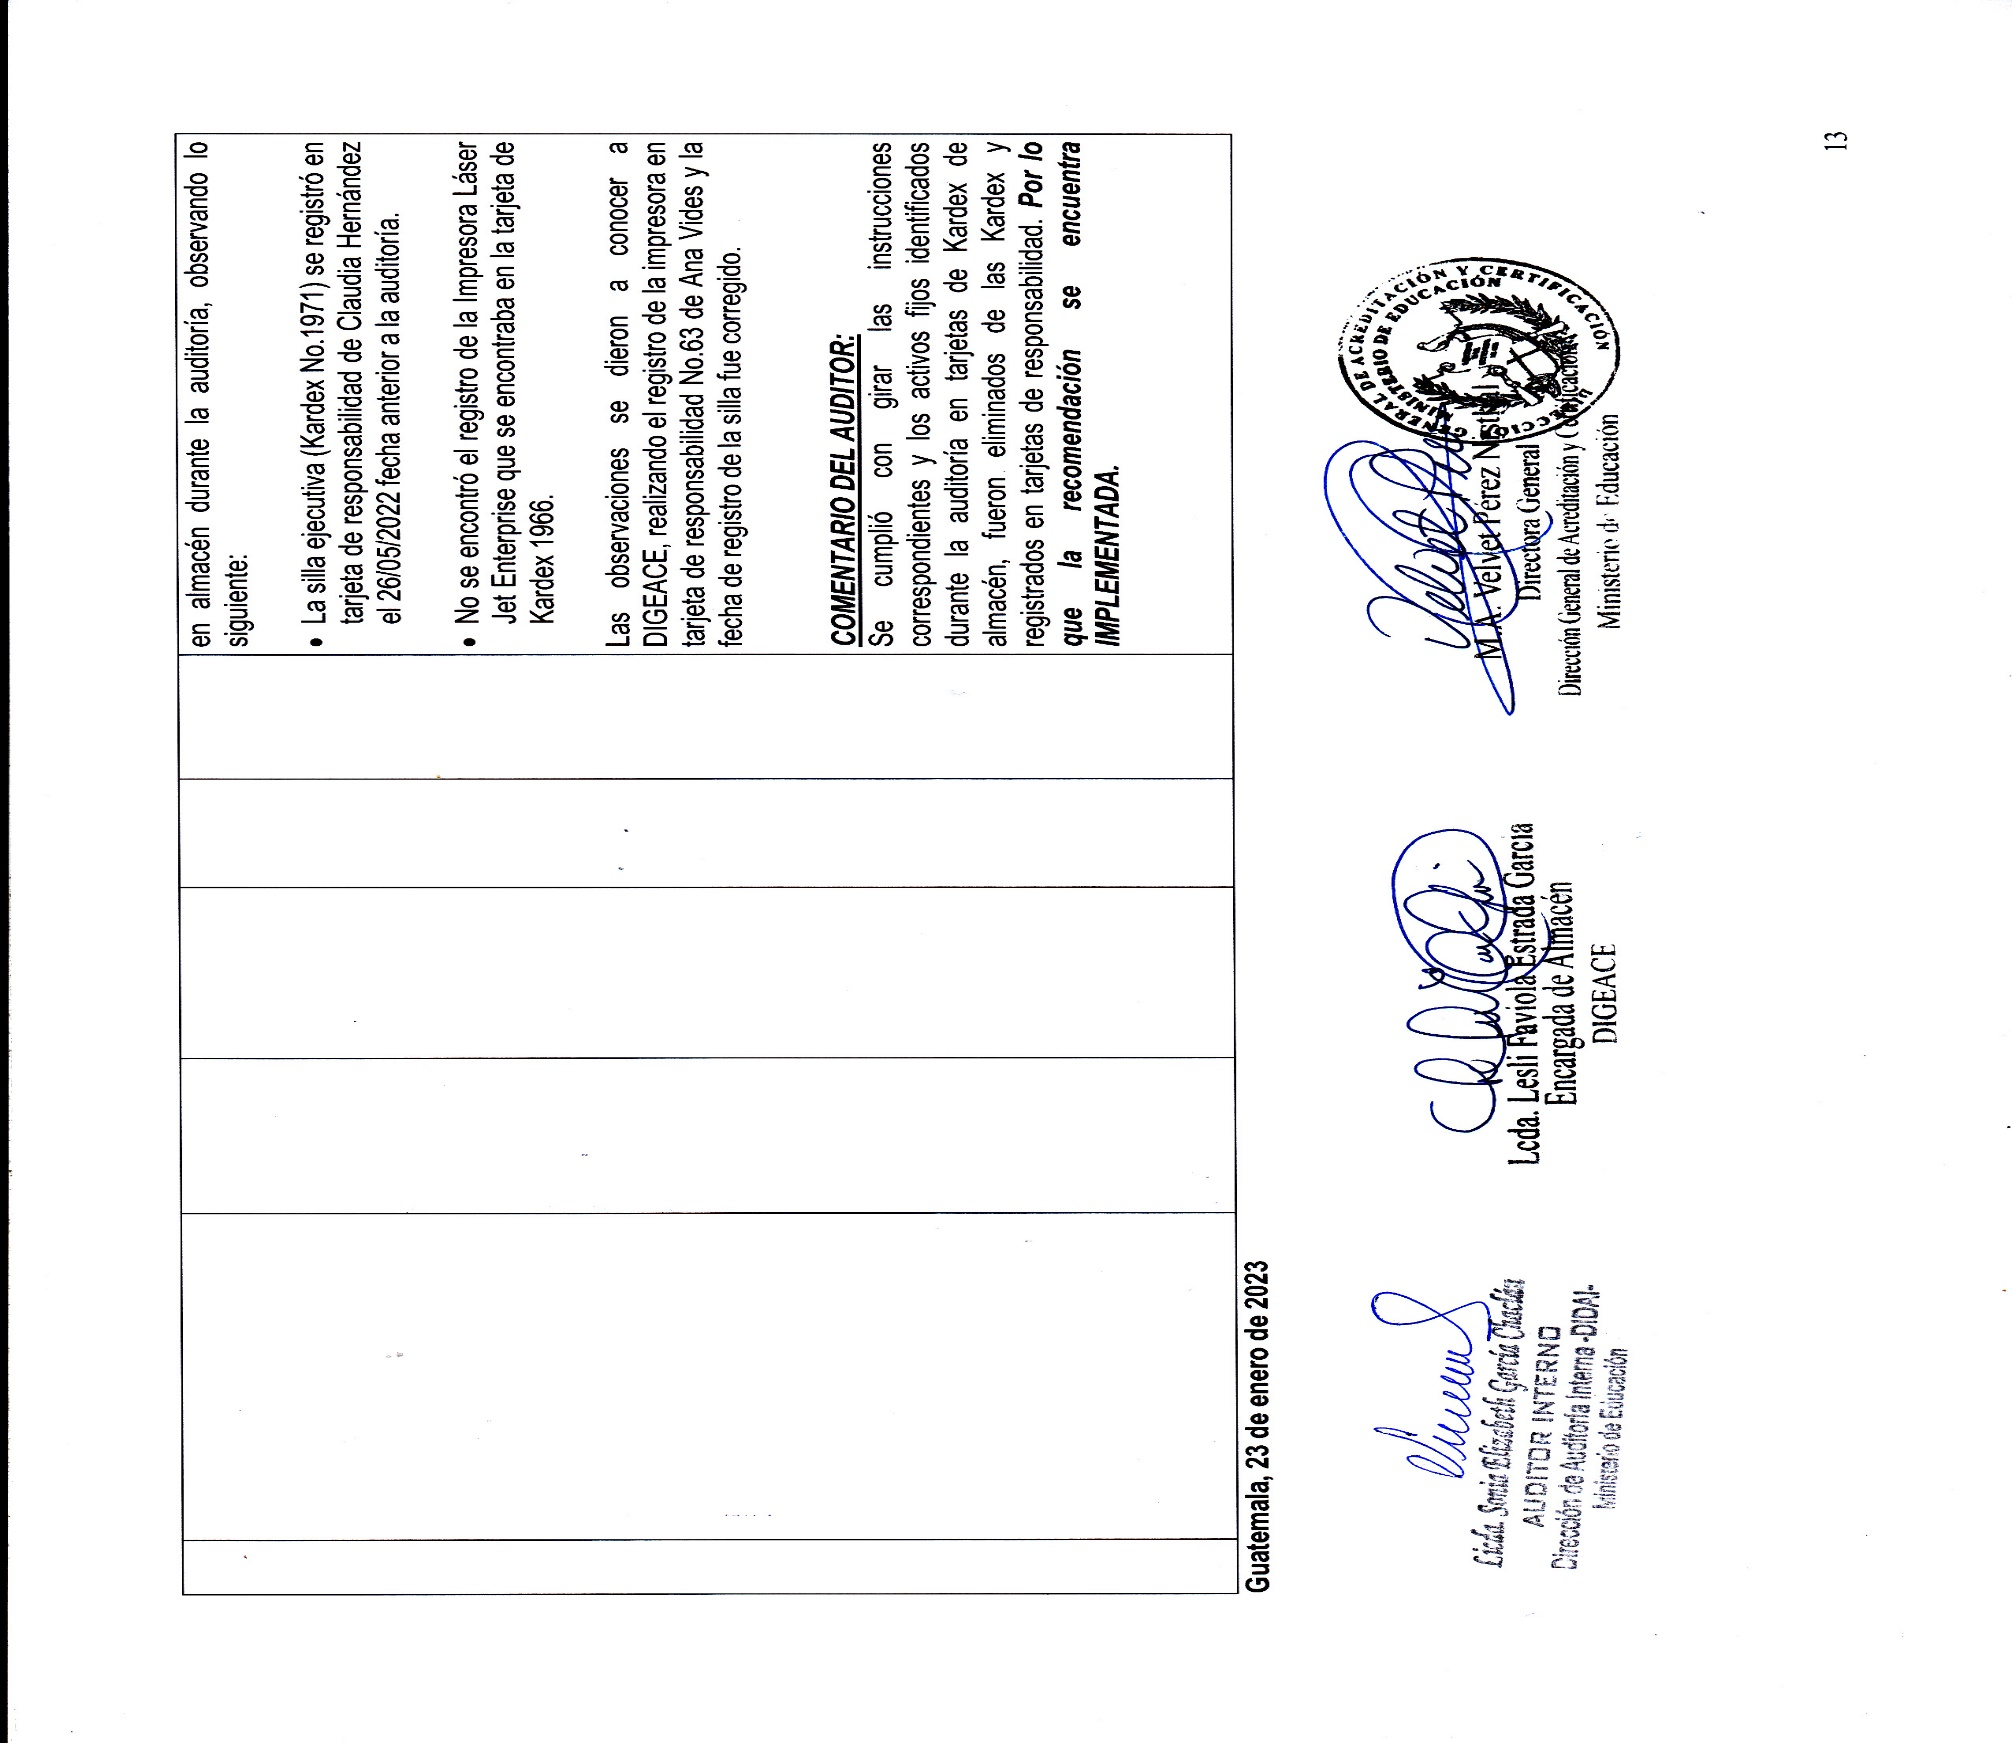 en almacén durante la auditoría, observando lo
siguiente:
• La silla ejecutiva (Kardex No.1971) se registró en
tarjeta de responsabilidad de Claudia Hernández
el 26/05/2022 fecha anterior a la auditoría.
• No se encontró el registro de la Impresora Láser
Jet Enterprise que se encontraba en la tarjeta de
Kardex 1966.
Las observaciones se dieron a conocer a
DIGEACE, realizando el registro de la impresora en
tarjeta de responsabilidad No.63 de Ana Vides y la
fecha de registro de la silla fue corregido.
COMENTARIO DEL AUDITOR:
Se cumplió con girar las instrucciones
correspondientes y los activos fijos identificados
durante la auditoría en tarjetas de Kardex de
almacén, fueron eliminados de las Kardex y
registrados en tarjetas de responsabilidad. Por lo
que la recomendación se encuentra
IMPLEMENTADA.
Guatemala, 23 de enero de 2023
Licda. Sonia Elizabeth García Chaclán
AUDITOR INTERNO
Dirección de Auditoría Interna -DIDAI-
Ministerio de Educación
Lcda. Lesli Faviola Estrada García
Encargada de Almacén
DIGEACE
M.A. Velvet Pérez
Directora General
Dirección General de Acreditación y Certificación
Ministerio de Educación
DIRECCIÓN GENERAL DE ACREDITACIÓN Y CERTIFICACIÓN
MINISTERIO DE EDUCACIÓN
13